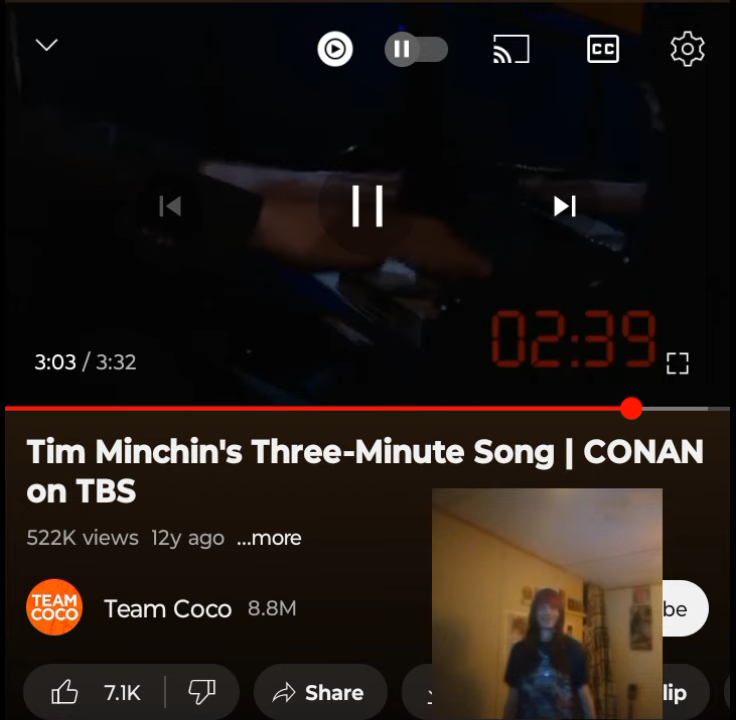 CC
02:39
3:03 / 3:32
Tim Minchin's Three-Minute Song | CONAN
on TBS
522K views 12y ago ...more
TEAM
COCO
Team Coco 8.8M
be
7.1K
Share
lip